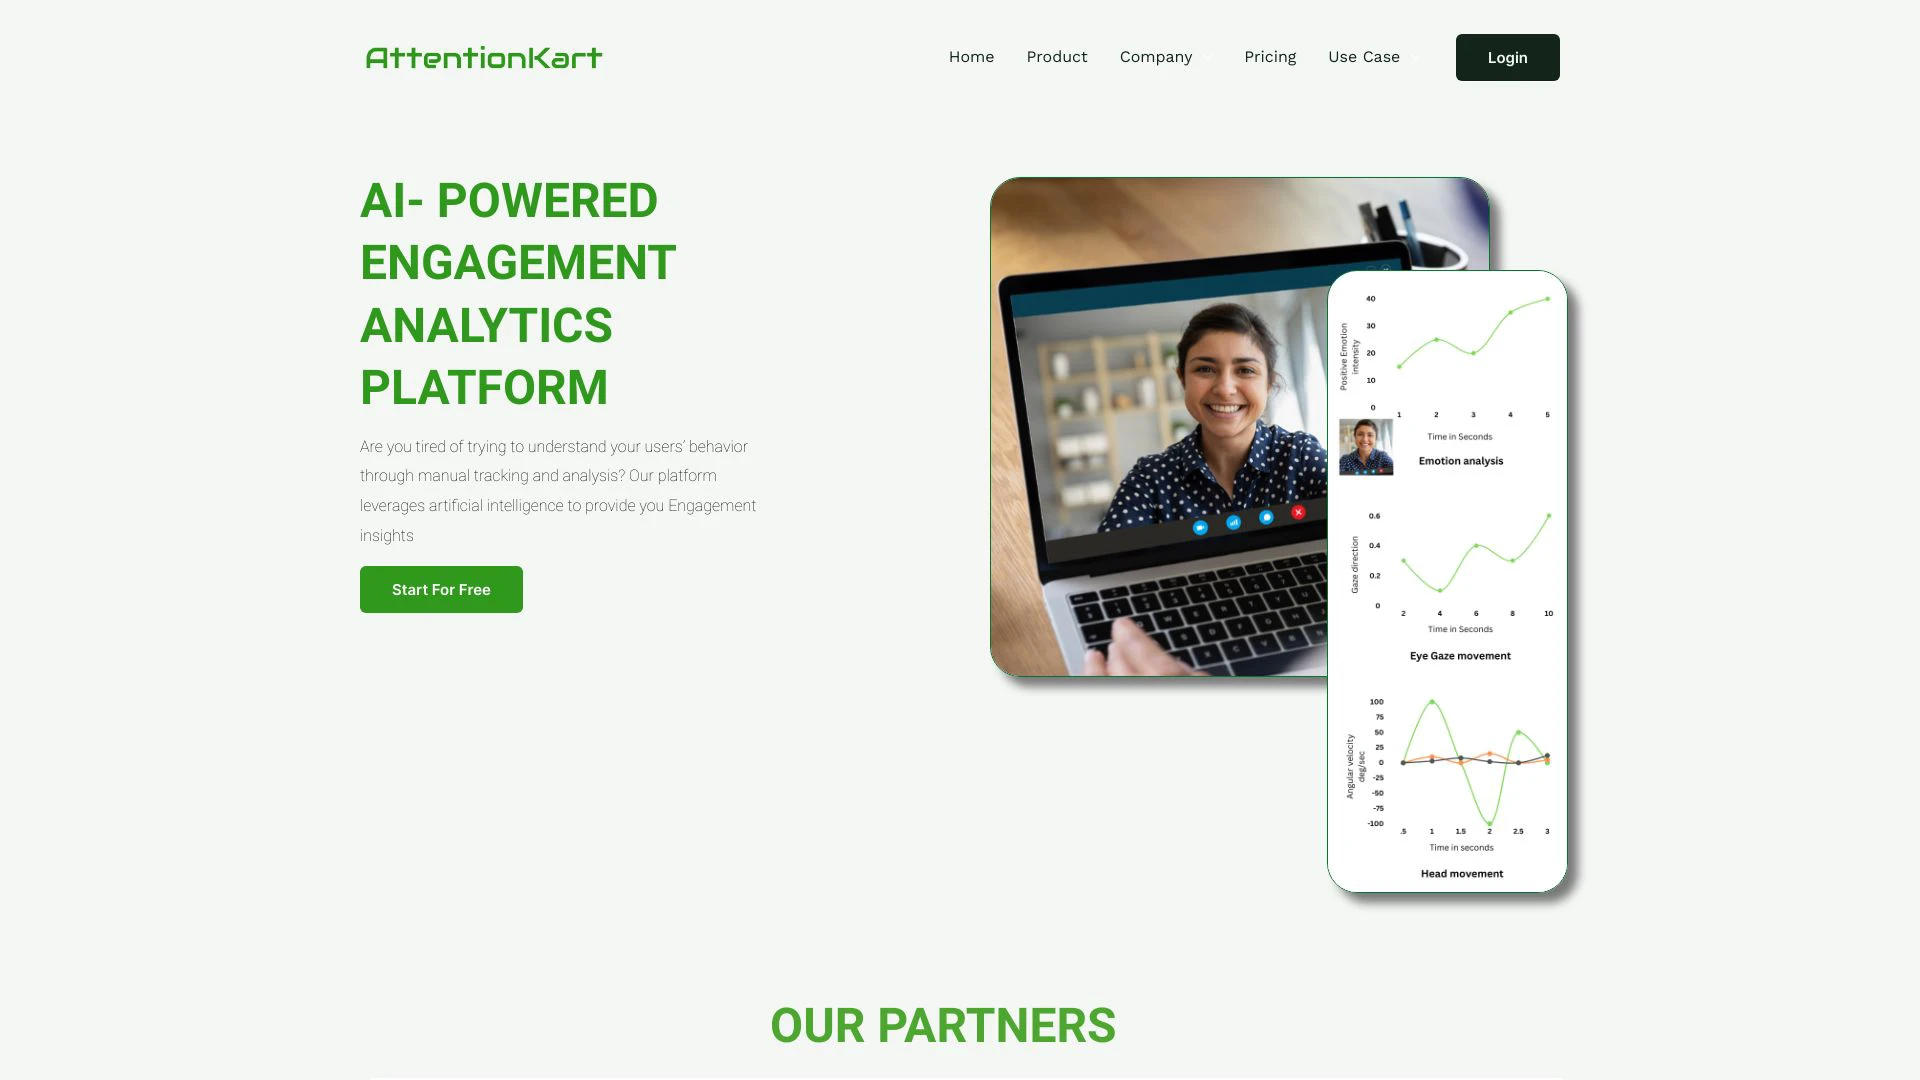 AttentionKart
Home
Product
Company
Pricing
Use Case
Login
AI- POWERED
ENGAGEMENT
ANALYTICS
PLATFORM
Are you tired of trying to understand your users’ behavior
through manual tracking and analysis? Our platform
leverages artificial intelligence to provide you Engagement
insights
Start For Free
Positive Emotion
intensity
40
30
20
10
0
1 2 3 4 5
Time in Seconds
Emotion analysis
Gaze direction
0.6
0.4
0.2
0
2 4 6 8 10
Time in Seconds
Eye Gaze movement
Angular velocity
deg/sec
100
75
50
25
0
-25
-50
-75
-100
.5 1 1.5 2 2.5 3
Time in seconds
Head movement
OUR PARTNERS